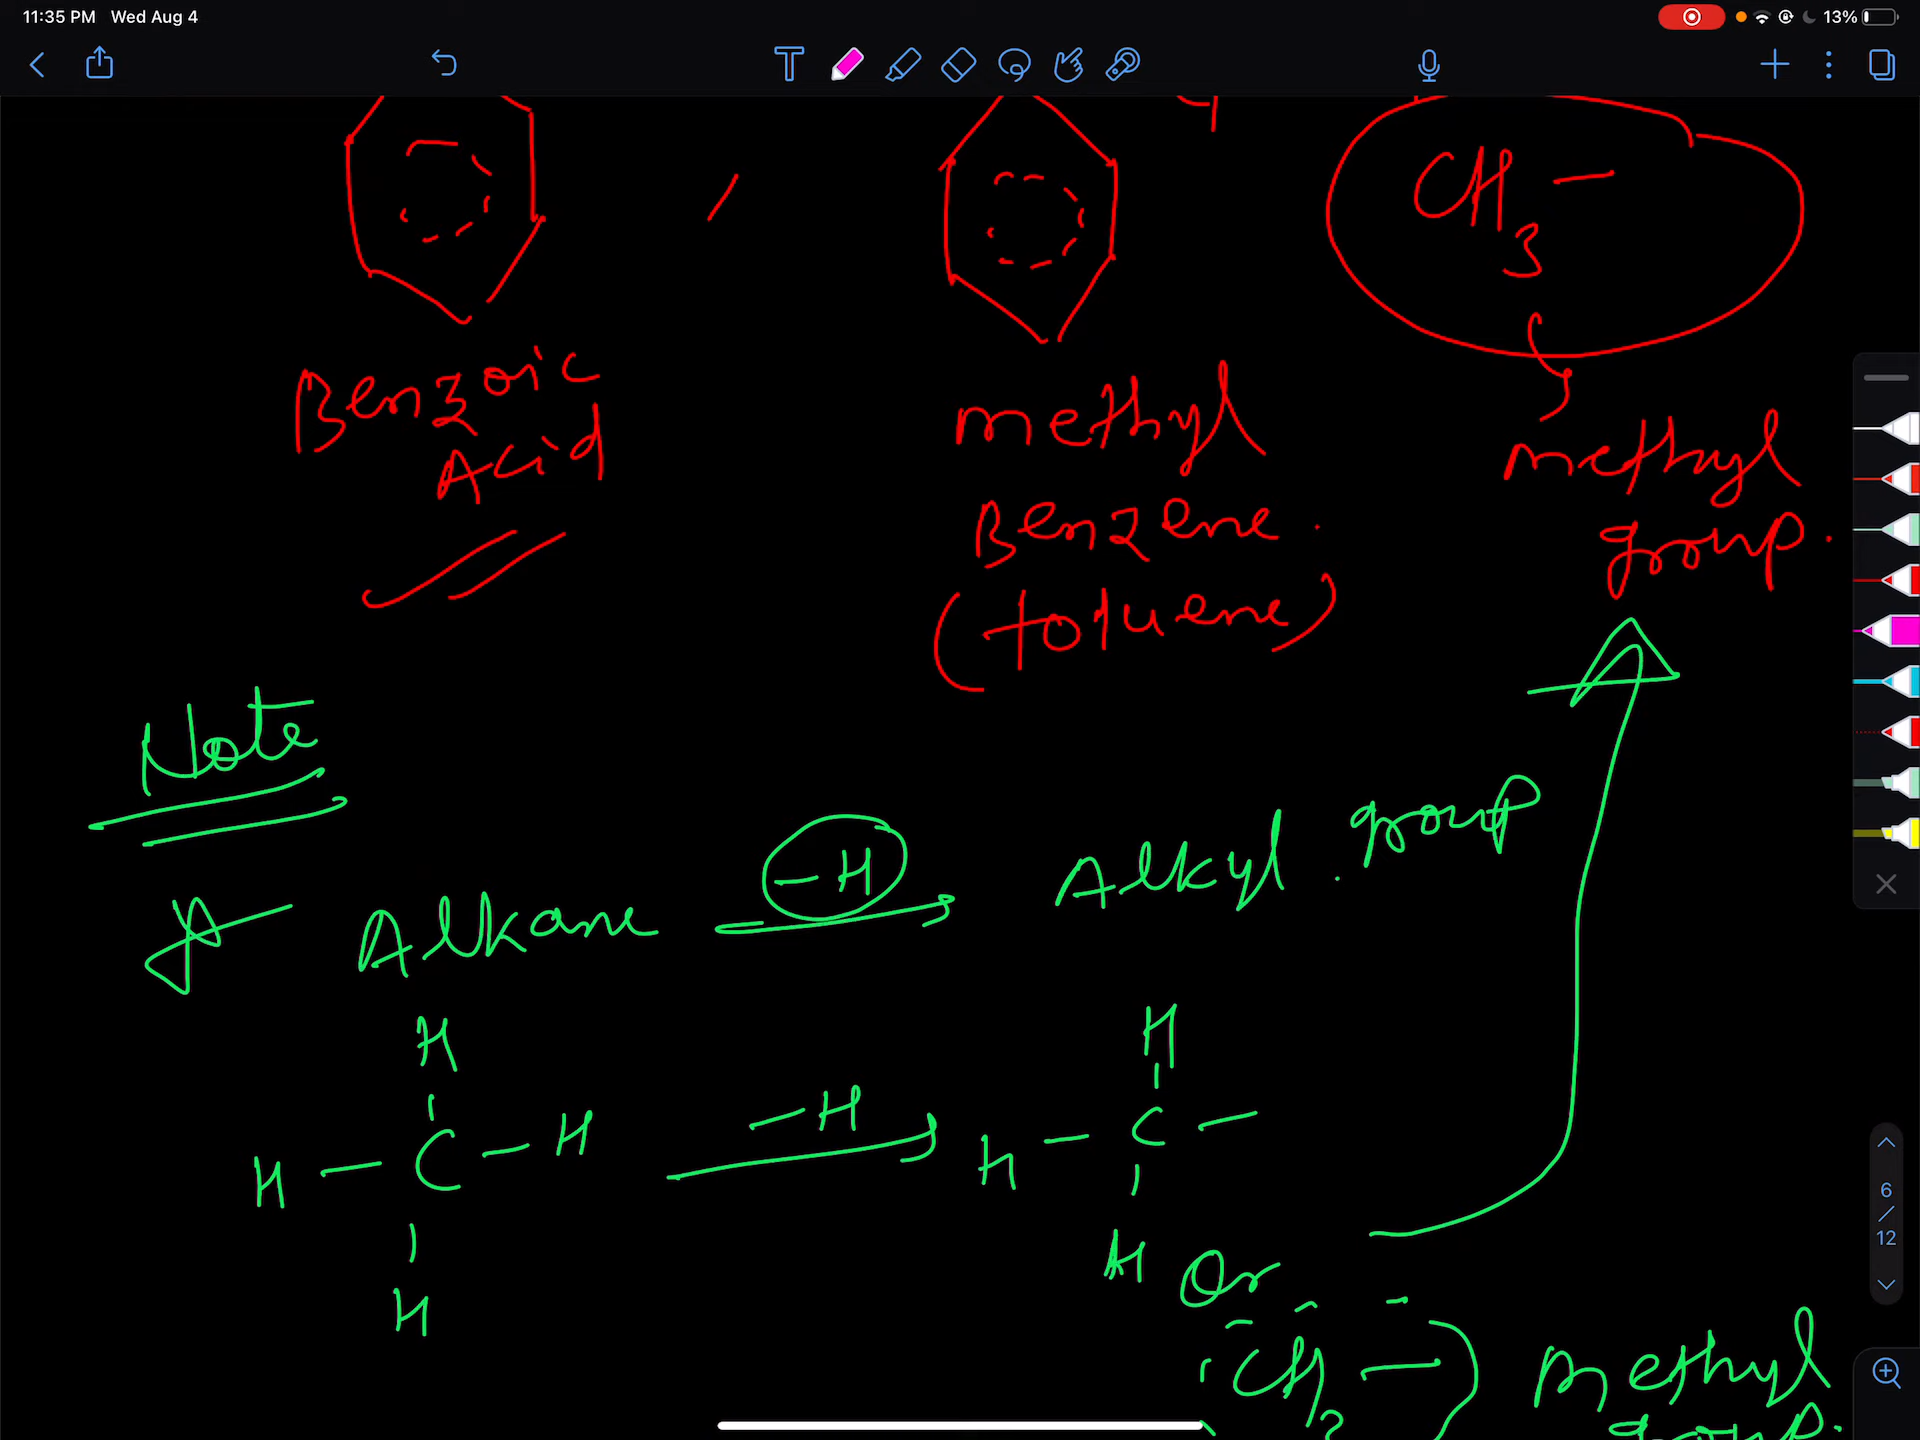 11:35 PM Wed Aug 4
13%
CH3 —
Benzoic
Acid
methyl
Benzene.
(toluene)
methyl
group.
Note
Alkane —H Alkyl. group
H H
H — C — H —H H — C —
H H
Or
CH3 — ) methyl
group.
6
/
12